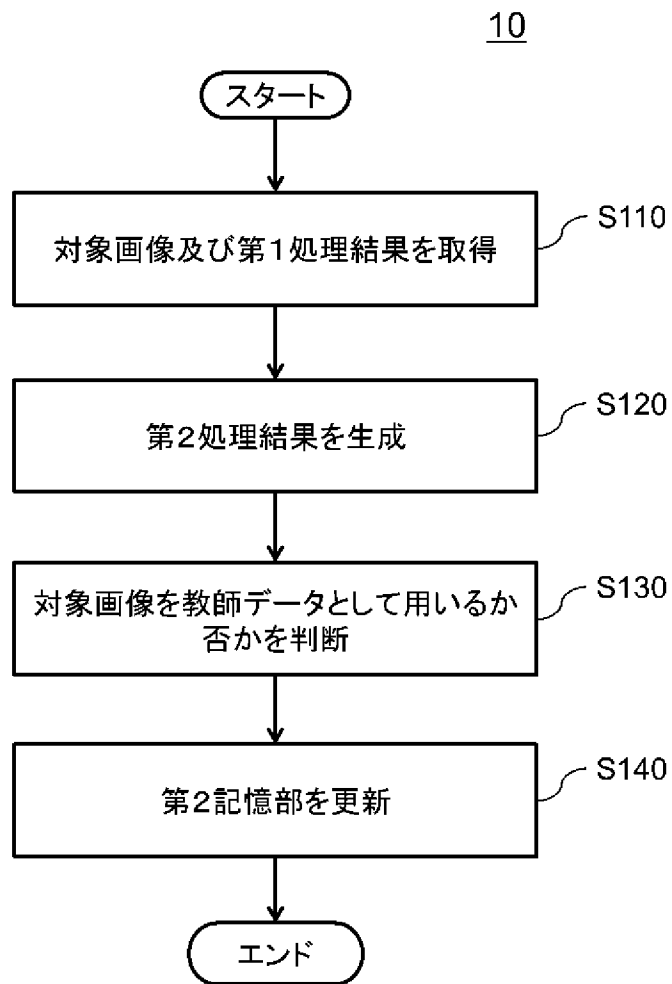 10
スタート
対象画像及び第1処理結果を取得
S110
第2処理結果を生成
S120
対象画像を教師データとして用いるか
否かを判断
S130
第2記憶部を更新
S140
エンド